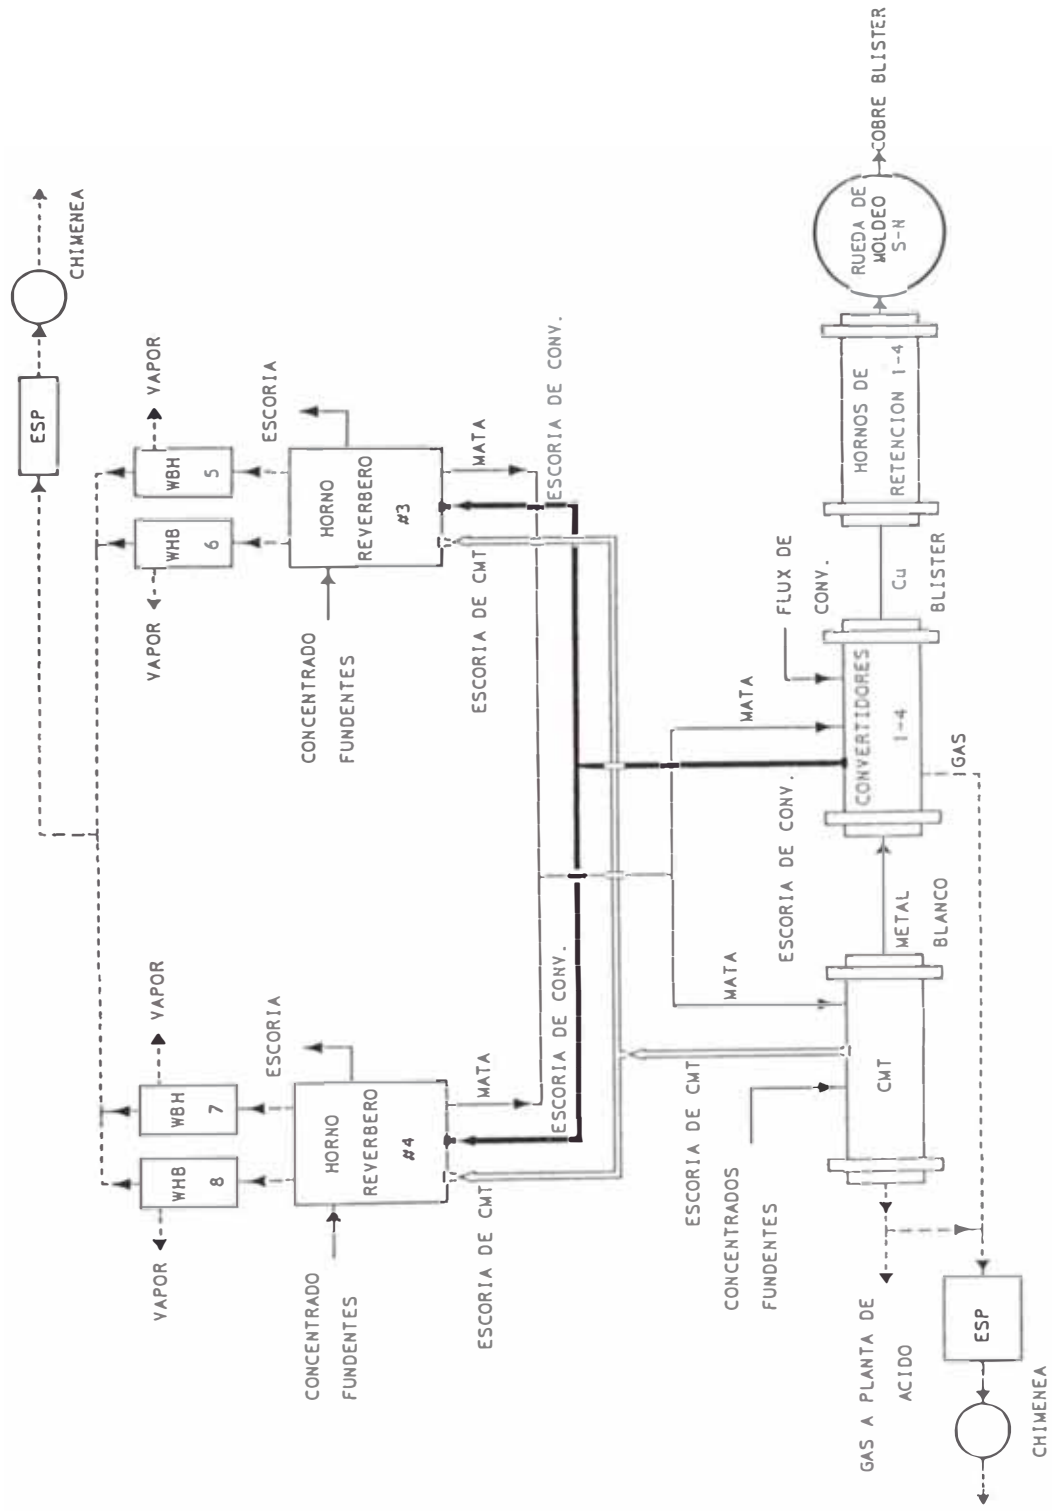 CHIMENEA
ESP
VAPOR
WHB
8
WBH
7
VAPOR
VAPOR
WHB
6
WBH
5
VAPOR
CONCENTRADO
FUNDENTES
HORNO
REVERBERO
#4
ESCORIA
ESCORIA DE CMT
MATA
ESCORIA DE CONV.
CONCENTRADO
FUNDENTES
HORNO
REVERBERO
#3
ESCORIA
ESCORIA DE CMT
MATA
ESCORIA DE CONV.
CONCENTRADOS
FUNDENTES
ESCORIA DE CMT
MATA
ESCORIA DE CONV.
MATA
FLUX DE
CONV.
GAS A PLANTA DE
ACIDO
CMT
METAL
BLANCO
CONVERTIDORES
1-4
GAS
Cu
BLISTER
HORNOS DE
RETENCION 1-4
RUEDA DE
MOLDEO
S-N
COBRE BLISTER
ESP
CHIMENEA